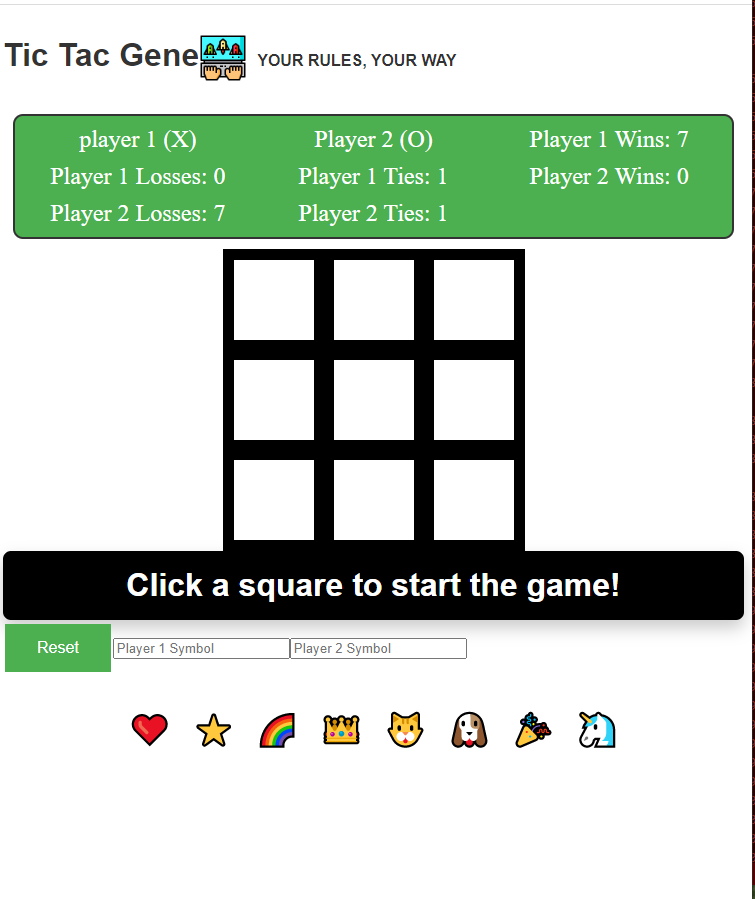 Tic Tac Gene YOUR RULES, YOUR WAY
player 1 (X) Player 2 (O) Player 1 Wins: 7
Player 1 Losses: 0 Player 1 Ties: 1 Player 2 Wins: 0
Player 2 Losses: 7 Player 2 Ties: 1
Click a square to start the game!
Reset Player 1 Symbol Player 2 Symbol